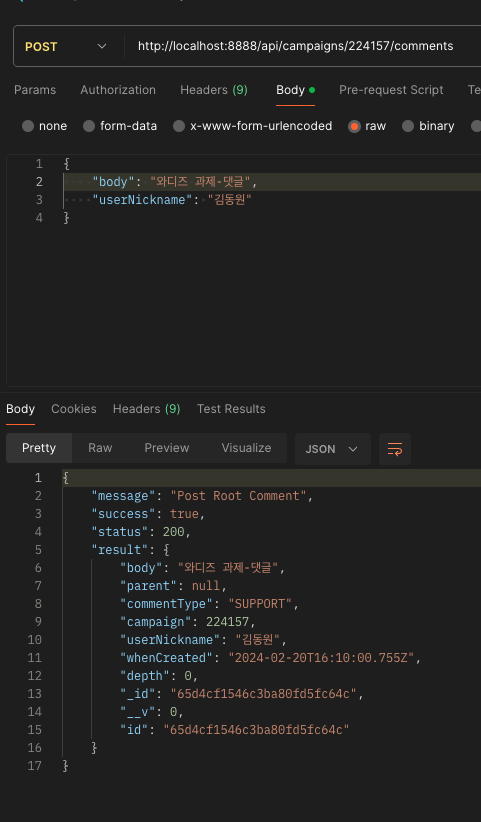 POST http://localhost:8888/api/campaigns/224157/comments
Params Authorization Headers (9) Body Pre-request Script Te
none form-data x-www-form-urlencoded raw binary
1 {
2 "body": "와디즈 과제-댓글",
3 "userNickname": "김동원"
4 }
Body Cookies Headers (9) Test Results
Pretty Raw Preview Visualize JSON
1 {
2 "message": "Post Root Comment",
3 "success": true,
4 "status": 200,
5 "result": {
6 "body": "와디즈 과제-댓글",
7 "parent": null,
8 "commentType": "SUPPORT",
9 "campaign": 224157,
10 "userNickname": "김동원",
11 "whenCreated": "2024-02-20T16:10:00.755Z",
12 "depth": 0,
13 "_id": "65d4cf1546c3ba80fd5fc64c",
14 "__v": 0,
15 "id": "65d4cf1546c3ba80fd5fc64c"
16 }
17 }